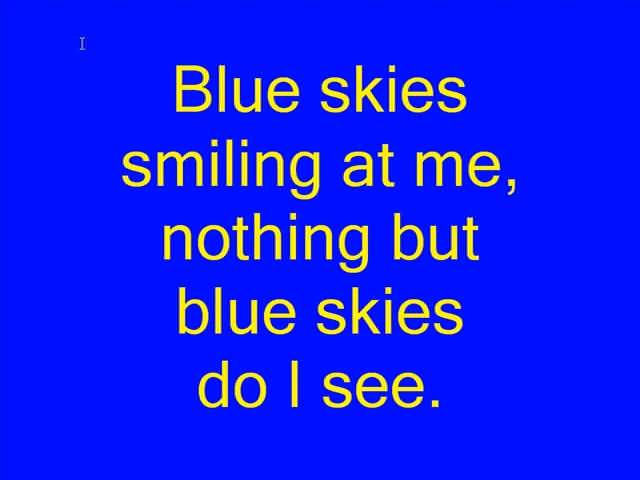 Blue skies
smiling at me,
nothing but
blue skies
do I see.